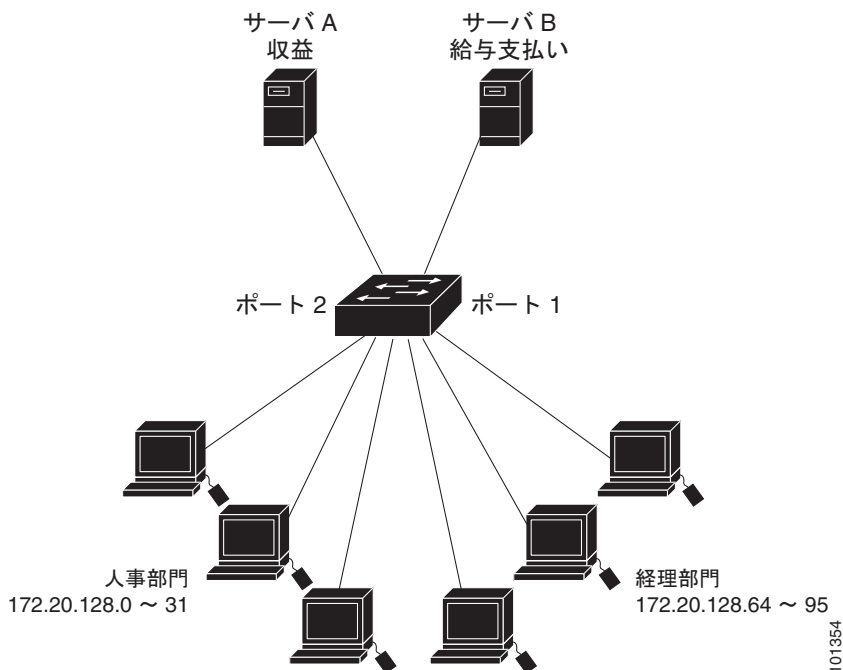 サーバ A
収益
サーバ B
給与支払い
ポート 2
ポート 1
人事部門
172.20.128.0 ～ 31
経理部門
172.20.128.64 ～ 95
101354